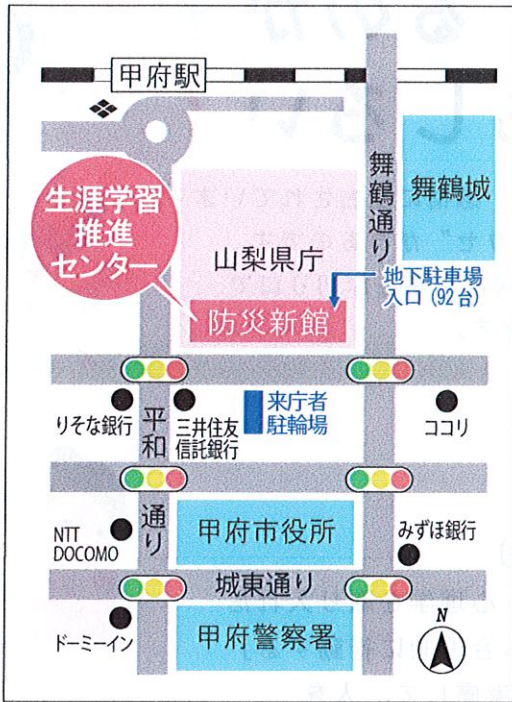 甲府駅
舞鶴通り
舞鶴城
生涯学習
推進
センター
山梨県庁
地下駐車場
入口（92台）
防災新館
りそな銀行
平和通り
三井住友
信託銀行
来庁者
駐輪場
ココリ
NTT
DOCOMO
甲府市役所
みずほ銀行
城東通り
ドーミーイン
甲府警察署
N